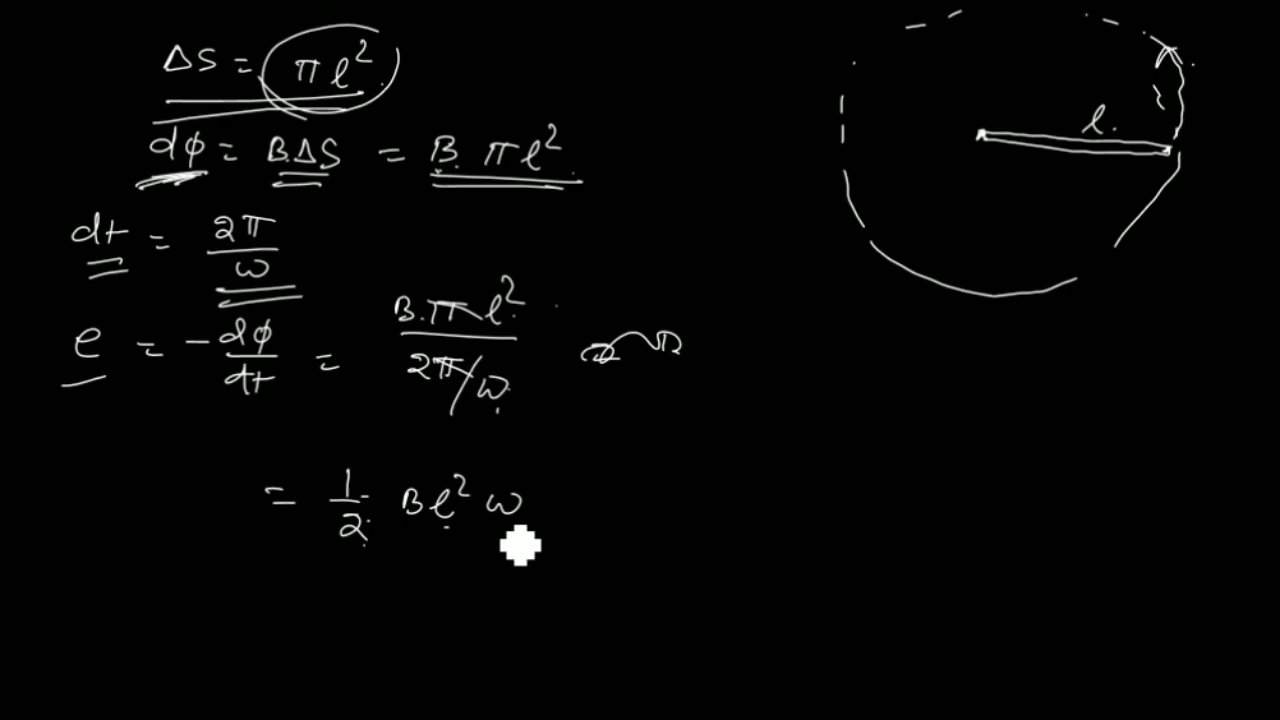 ΔS = πl²
dφ = B.ΔS = B. πl²
dt = 2π/ω
e = -dφ/dt = B.πl² / 2π/ω
= 1/2 Bl²ω
l.